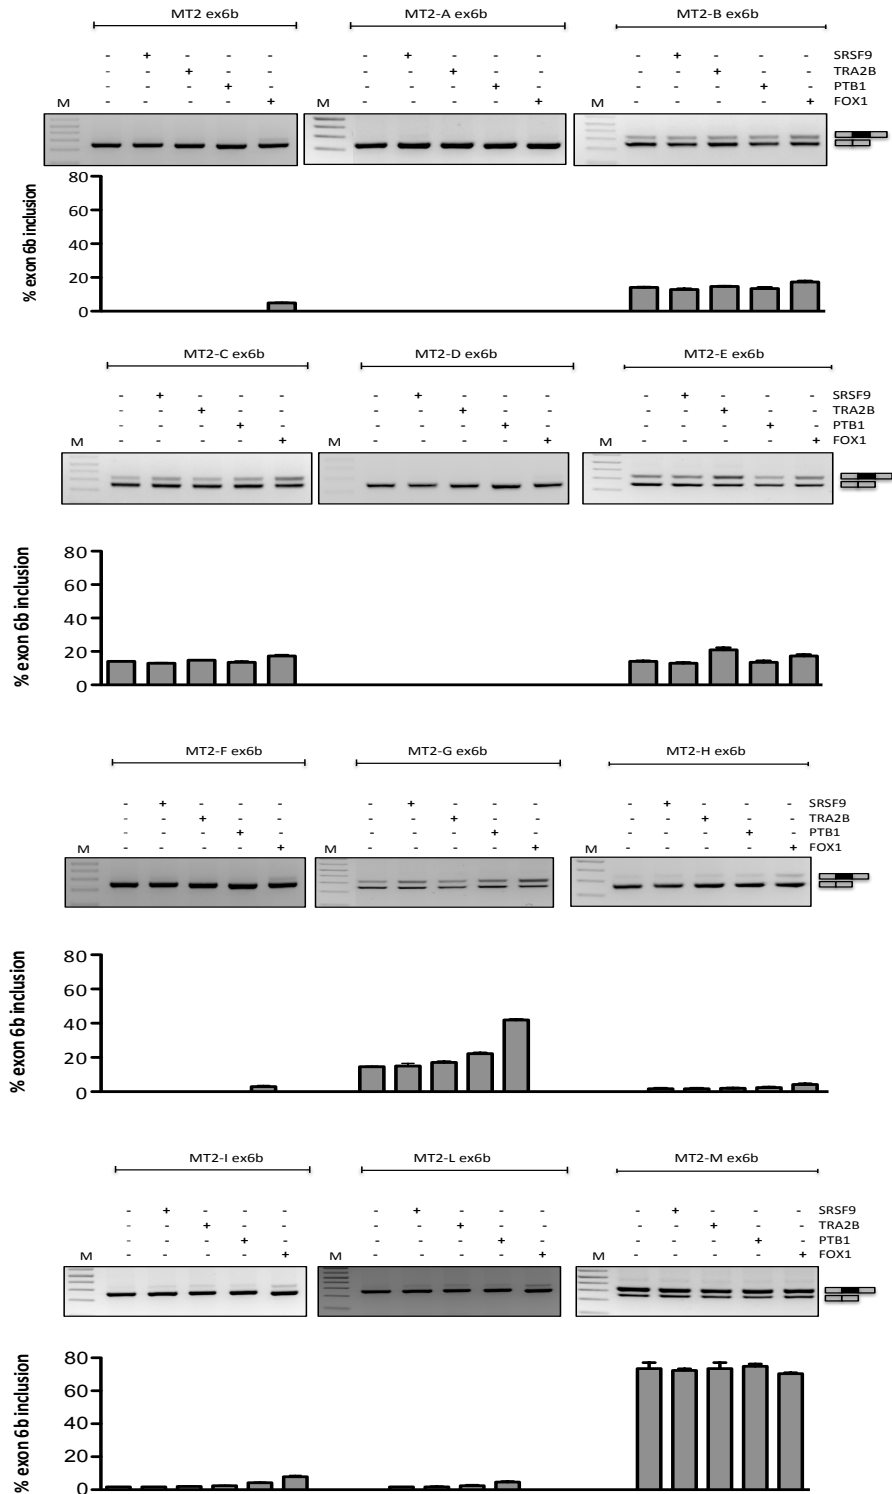 MT2 ex6b MT2-A ex6b MT2-B ex6b
- + - - - - + - - - - + - - - SRSF9
- - + - - - - + - - - - + - - TRA2B
- - - + - - - - + - - - - + - PTB1
M - - - - + M - - - - + M - - - - + FOX1
80
60
40
20
0
% exon 6b inclusion
MT2-C ex6b MT2-D ex6b MT2-E ex6b
- + - - - - + - - - - + - - - SRSF9
- - + - - - - + - - - - + - - TRA2B
- - - + - - - - + - - - - + - PTB1
M - - - - + M - - - - + M - - - - + FOX1
80
60
40
20
0
% exon 6b inclusion
MT2-F ex6b MT2-G ex6b MT2-H ex6b
- + - - - - + - - - - + - - - SRSF9
- - + - - - - + - - - - + - - TRA2B
- - - + - - - - + - - - - + - PTB1
M - - - - + M - - - - + M - - - - + FOX1
80
60
40
20
0
% exon 6b inclusion
MT2-I ex6b MT2-L ex6b MT2-M ex6b
- + - - - - + - - - - + - - - SRSF9
- - + - - - - + - - - - + - - TRA2B
- - - + - - - - + - - - - + - PTB1
M - - - - + M - - - - + M - - - - + FOX1
80
60
40
20
0
% exon 6b inclusion